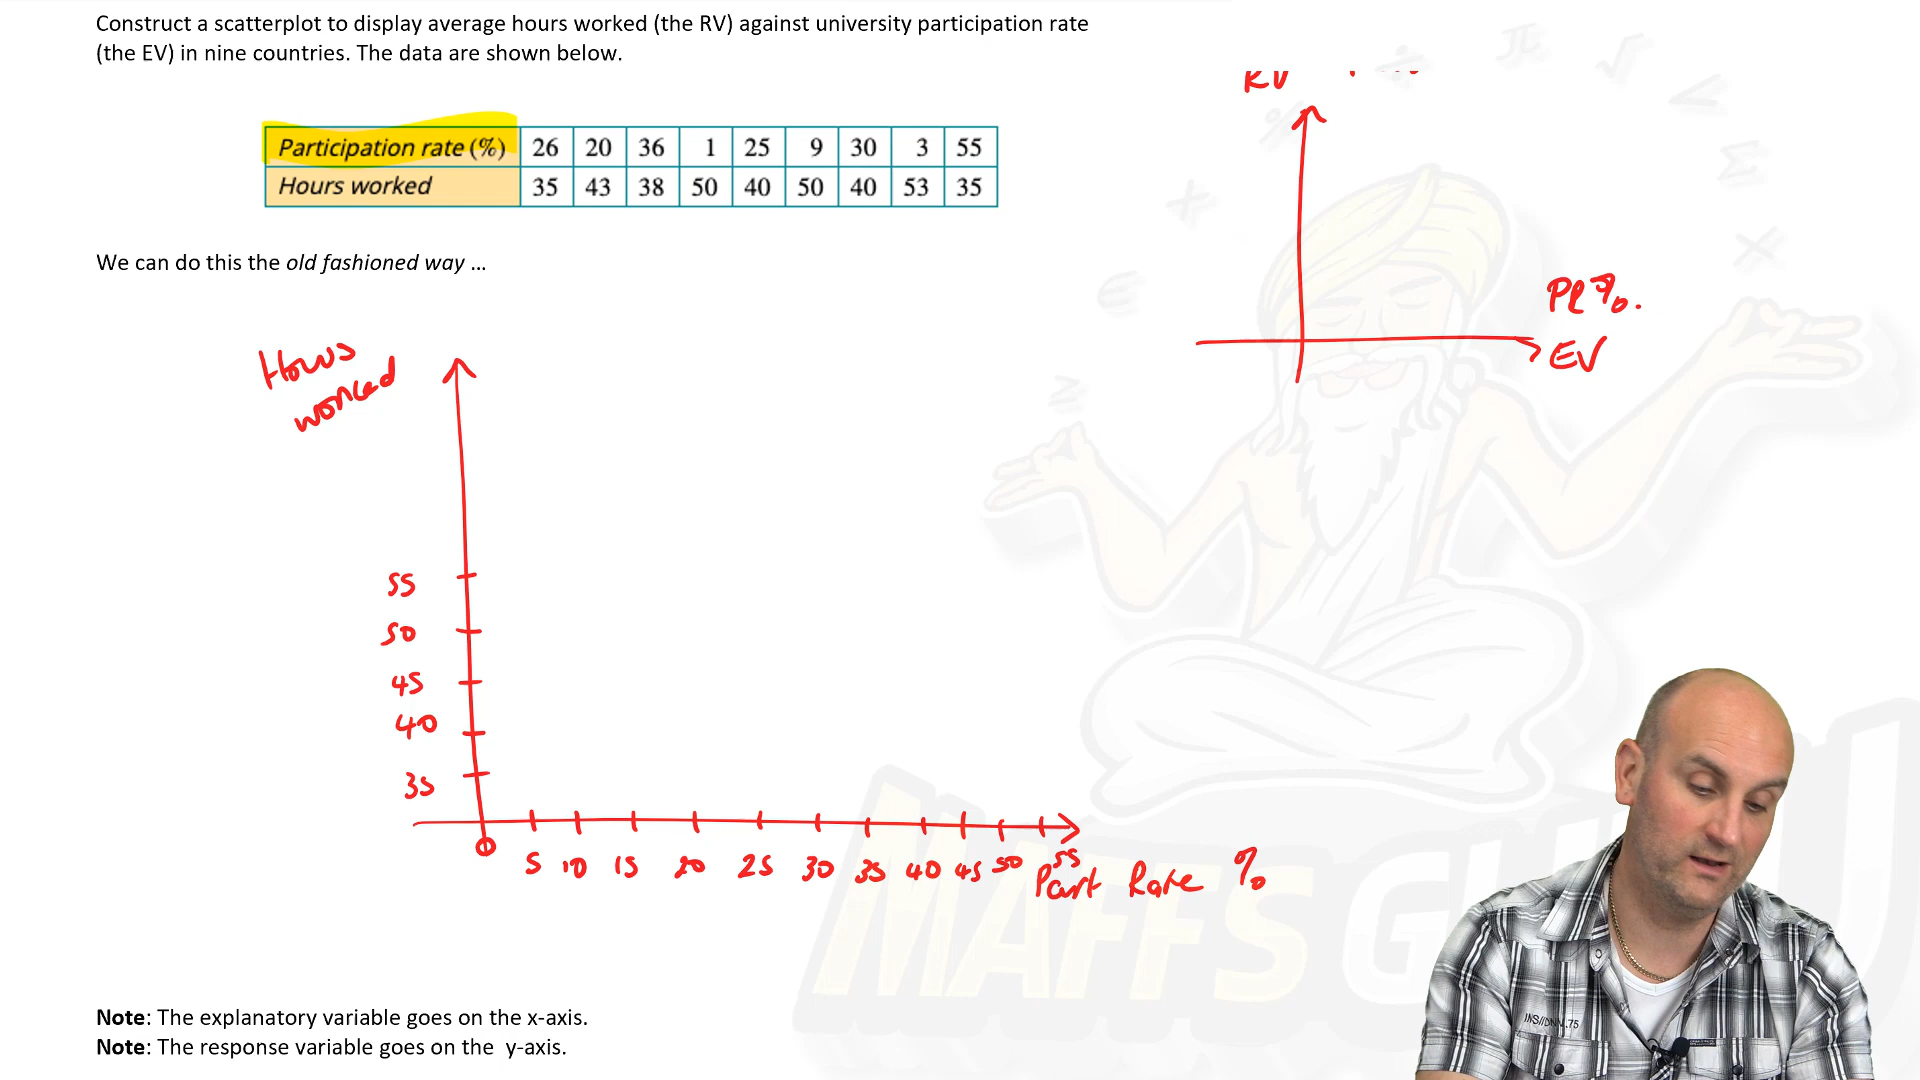 Construct a scatterplot to display average hours worked (the RV) against university participation rate
(the EV) in nine countries. The data are shown below.
RV
Participation rate (%) 26 20 36 1 25 9 30 3 55
Hours worked 35 43 38 50 40 50 40 53 35
We can do this the old fashioned way ...
PR %.
EV
Hours
worked
55
50
45
40
35
0
5 10 15 20 25 30 35 40 45 50 55
Part Rate %
MAFFS GU
Note: The explanatory variable goes on the x-axis.
Note: The response variable goes on the y-axis.